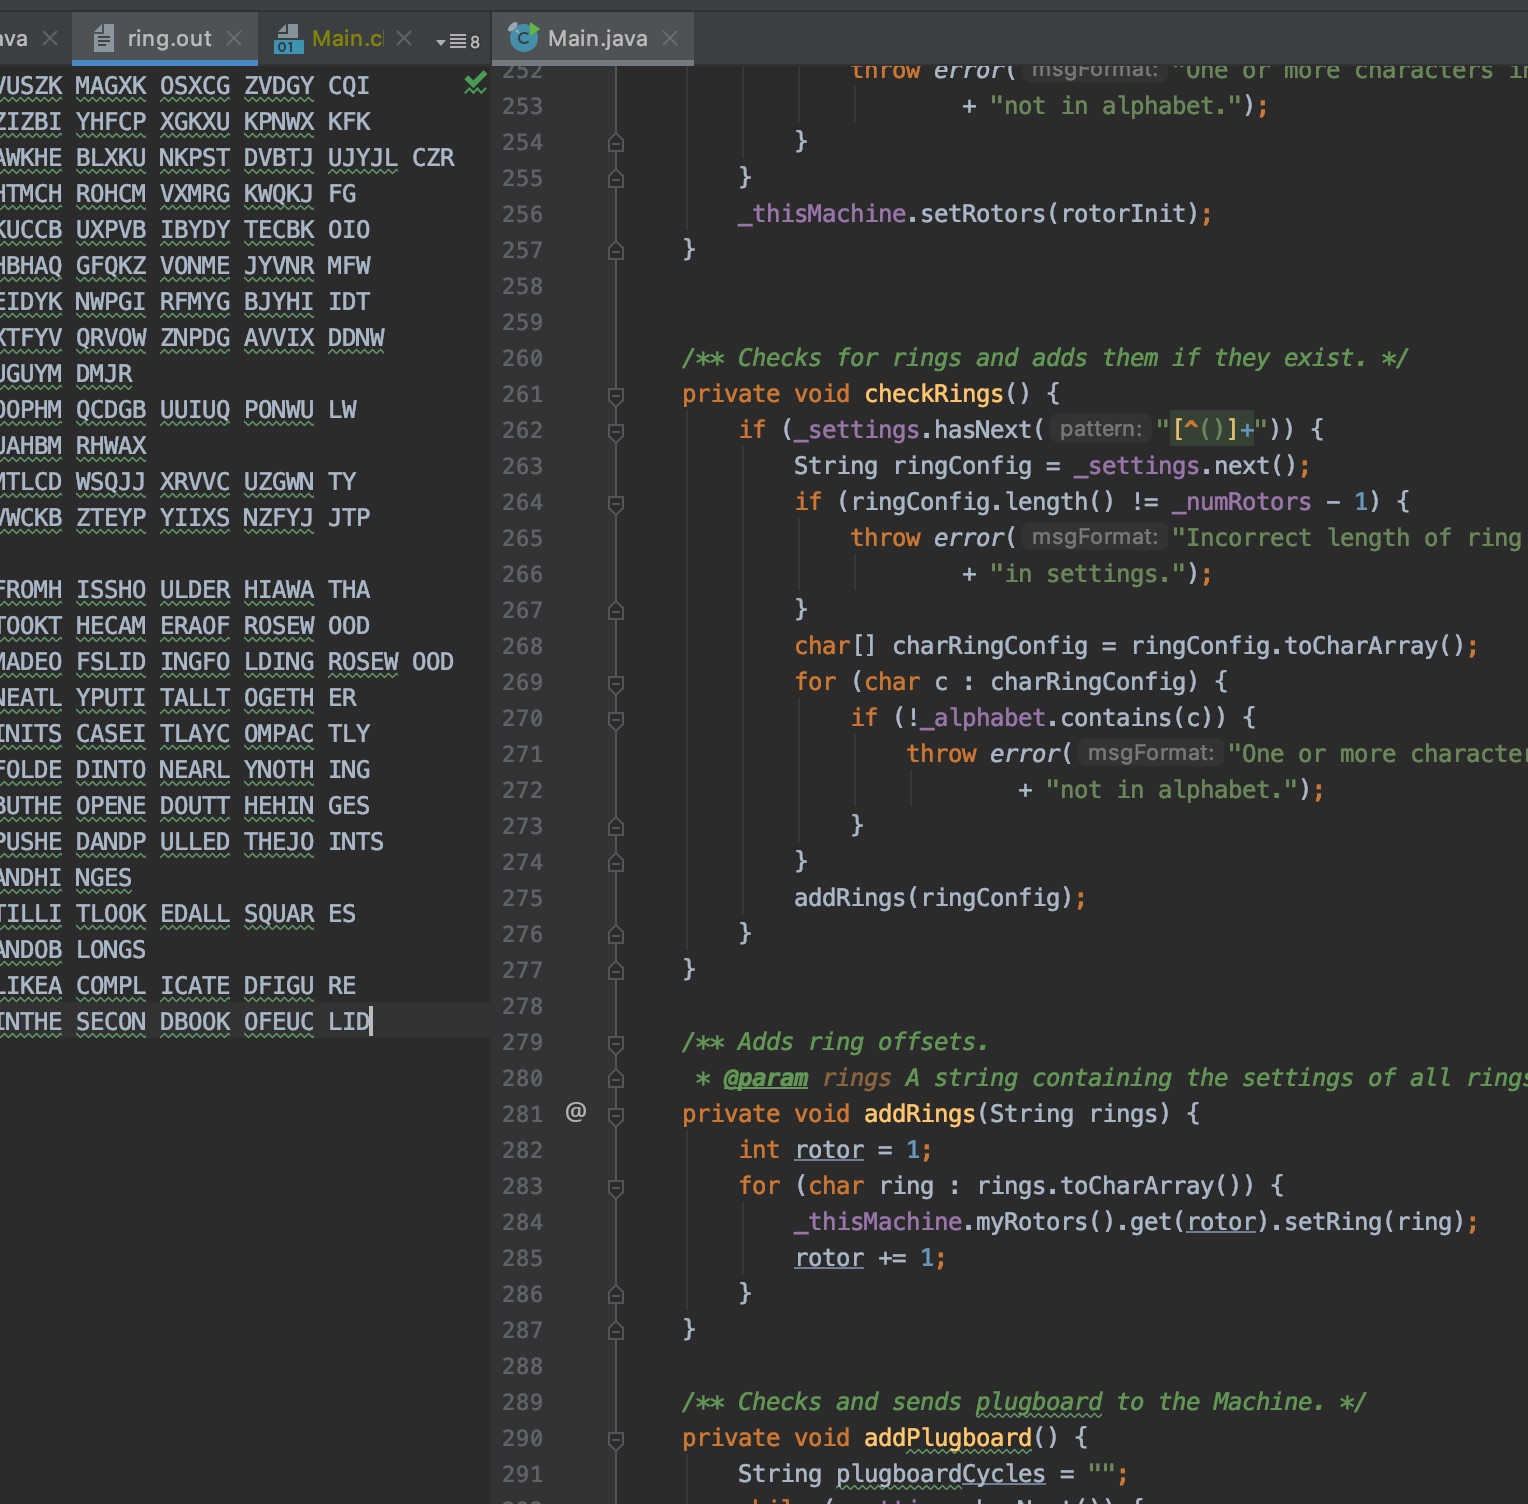 ava
ring.out
Main.cl
8
Main.java
VUSZK MAGXK OSXCG ZVDGY CQI
ZIZBI YHFCP XGKXU KPNWX KFK
AWKHE BLXKU NKPST DVBTJ UJYJL CZR
HTMCH ROHCM VXMRG KWQKJ FG
KUCCB UXPVB IBYDY TECBK OIO
HBHAQ GFQKZ VONME JYVNR MFW
EIDYK NWPGI RFMYG BJYHI IDT
XTFYV QRVOW ZNPDG AVVIX DDNW
JGUYM DMJR
OOPHM QCDGB UUIUQ PONWU LW
JAHBM RHWAX
MTLCD WSQJJ XRVVC UZGWN TY
VWCKB ZTEYP YIIXS NZFYJ JTP
FROMH ISSHO ULDER HIAWA THA
TOOKT HECAM ERAOF ROSEW OOD
MADEO FSLID INGFO LDING ROSEW OOD
NEATL YPUTI TALLT OGETH ER
INITS CASEI TLAYC OMPAC TLY
FOLDE DINTO NEARL YNOTH ING
BUTHE OPENE DOUTT HEHIN GES
PUSHE DANDP ULLED THEJO INTS
ANDHI NGES
TILLI TLOOK EDALL SQUAR ES
ANDOB LONGS
LIKEA COMPL ICATE DFIGU RE
INTHE SECON DBOOK OFEUC LID
252 throw error( msgFormat: "One or more characters in
253 + "not in alphabet.");
254 }
255 }
256 _thisMachine.setRotors(rotorInit);
257 }
258
259
260 /** Checks for rings and adds them if they exist. */
261 private void checkRings() {
262 if (_settings.hasNext( pattern: "[^()]+")) {
263 String ringConfig = _settings.next();
264 if (ringConfig.length() != _numRotors - 1) {
265 throw error( msgFormat: "Incorrect length of ring
266 + "in settings.");
267 }
268 char[] charRingConfig = ringConfig.toCharArray();
269 for (char c : charRingConfig) {
270 if (!_alphabet.contains(c)) {
271 throw error( msgFormat: "One or more character
272 + "not in alphabet.");
273 }
274 }
275 addRings(ringConfig);
276 }
277 }
278
279 /** Adds ring offsets.
280 * @param rings A string containing the settings of all rings
281 @ private void addRings(String rings) {
282 int rotor = 1;
283 for (char ring : rings.toCharArray()) {
284 _thisMachine.myRotors().get(rotor).setRing(ring);
285 rotor += 1;
286 }
287 }
288
289 /** Checks and sends plugboard to the Machine. */
290 private void addPlugboard() {
291 String plugboardCycles = "";